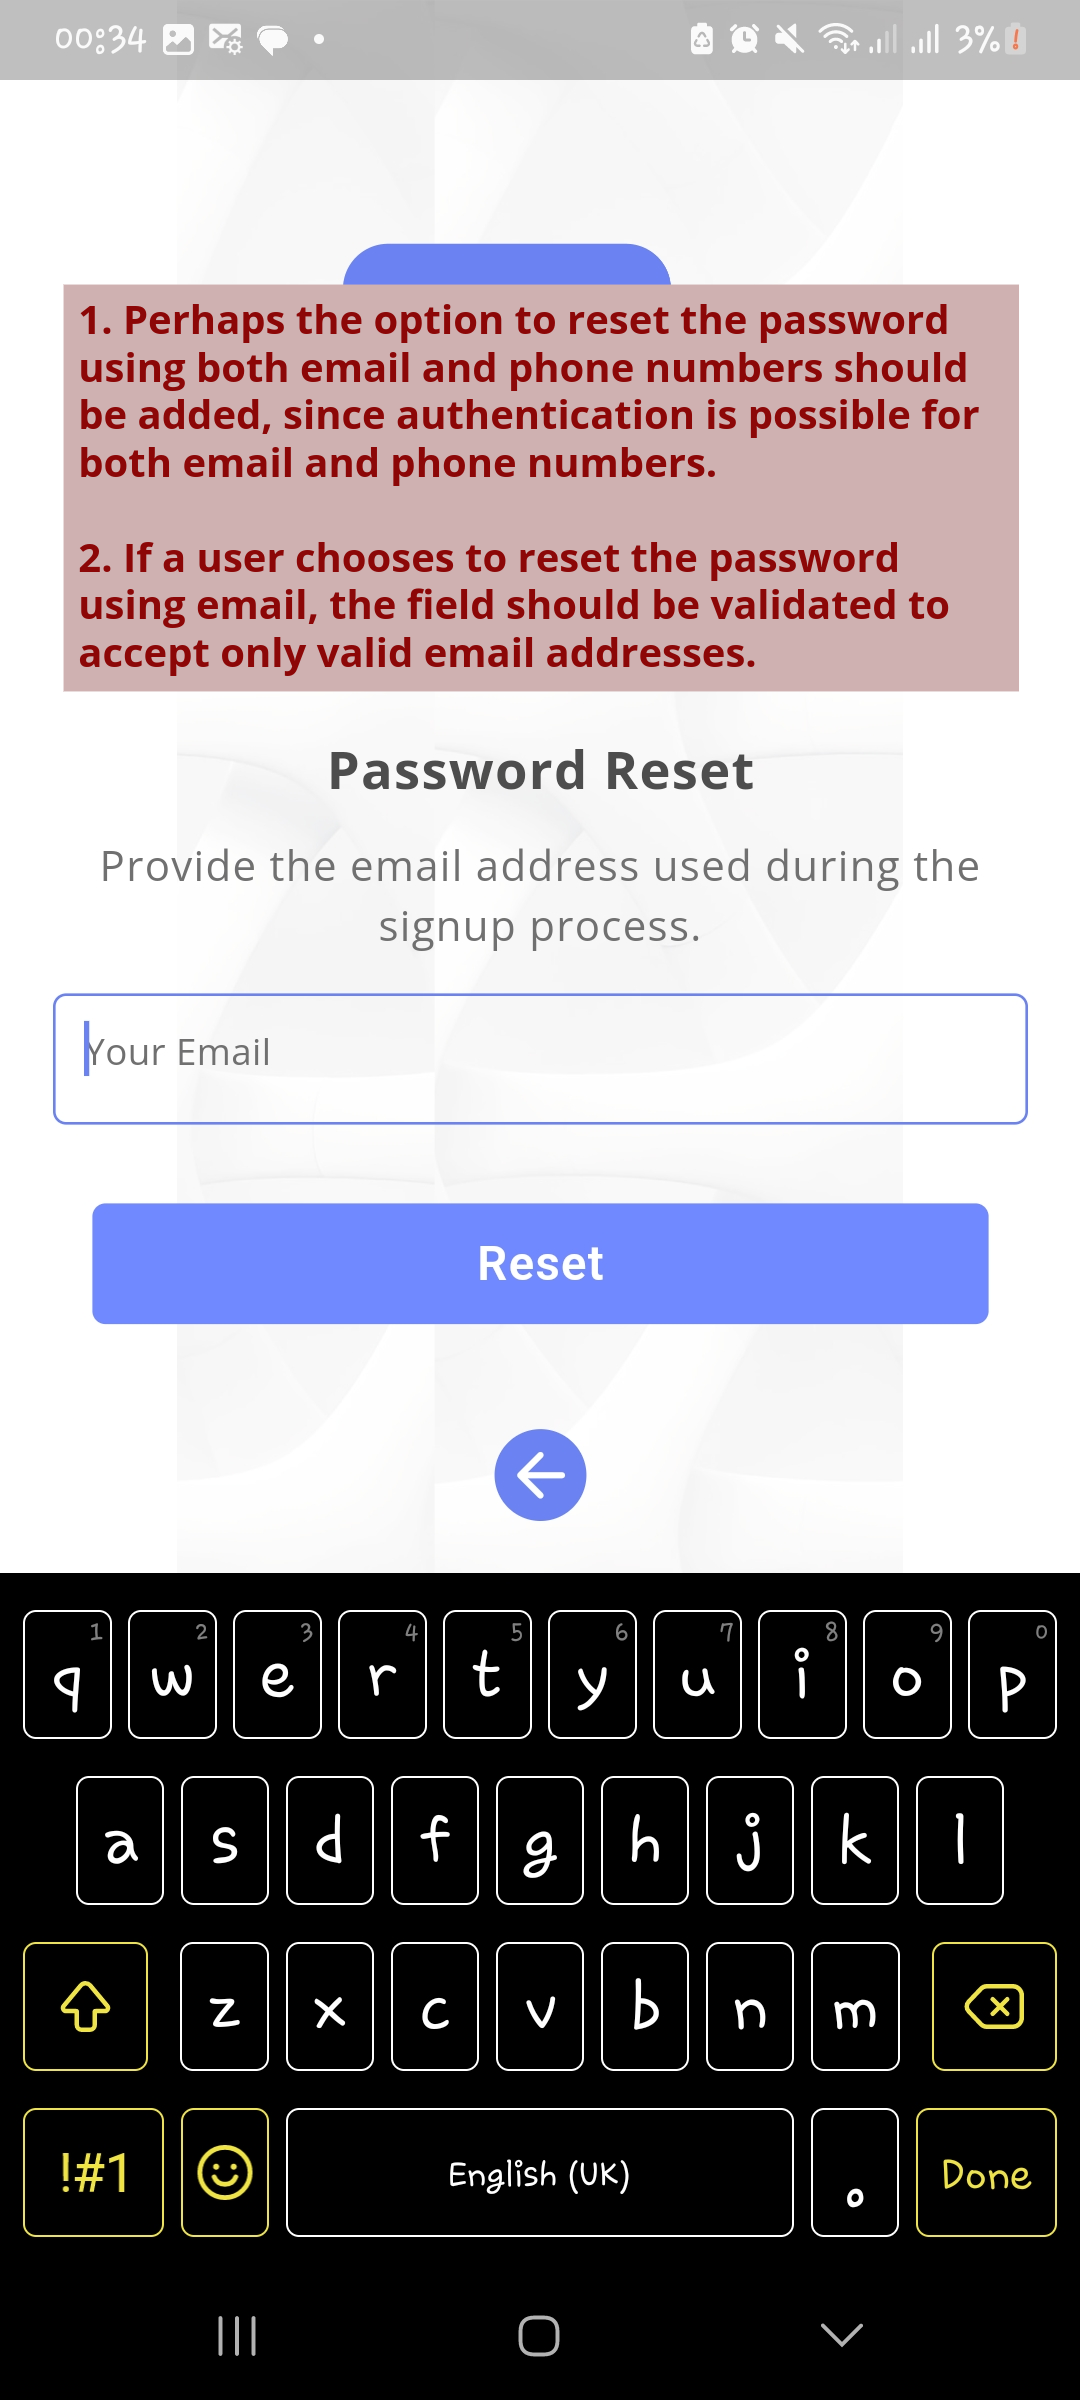 00:34
3%
1. Perhaps the option to reset the password
using both email and phone numbers should
be added, since authentication is possible for
both email and phone numbers.
2. If a user chooses to reset the password
using email, the field should be validated to
accept only valid email addresses.
Password Reset
Provide the email address used during the
signup process.
Your Email
Reset
1 2 3 4 5 6 7 8 9 0
q w e r t y u i o p
a s d f g h j k l
z x c v b n m
!#1 English (UK) . Done